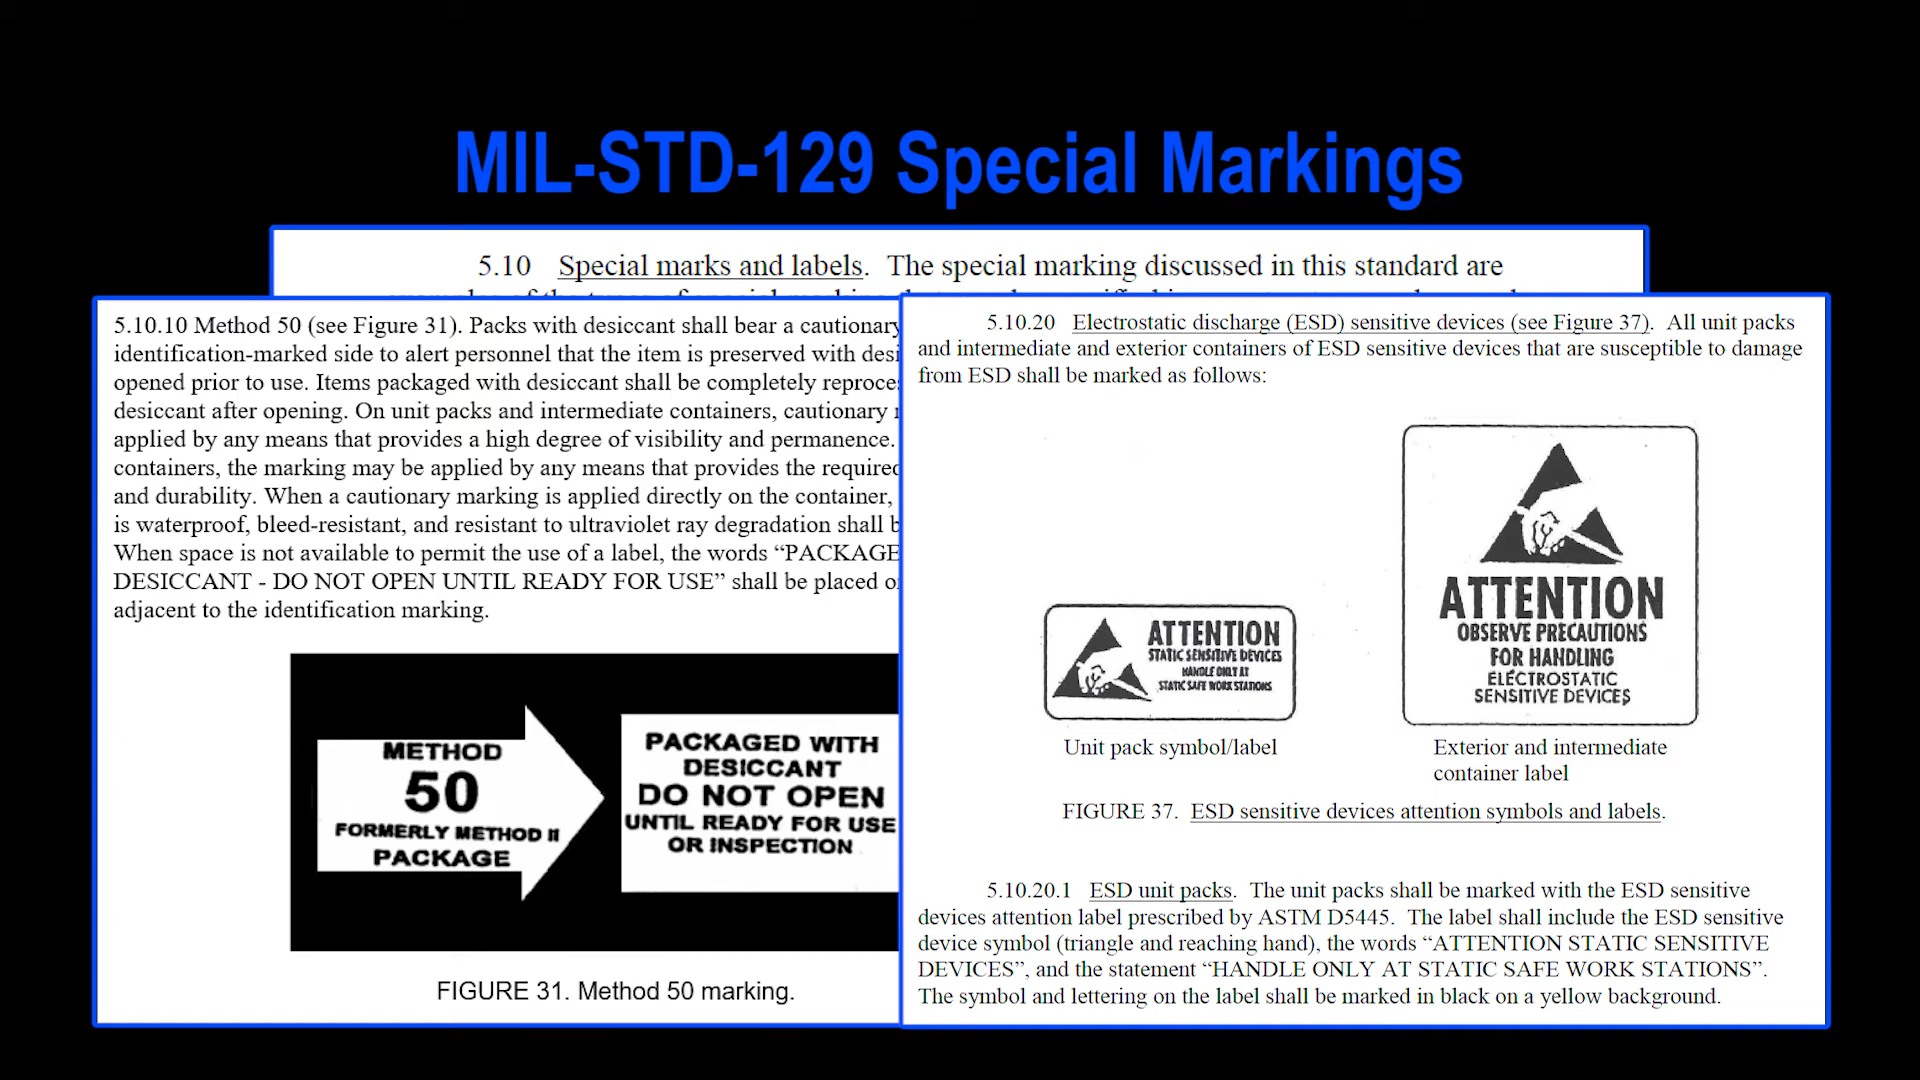 MIL-STD-129 Special Markings
5.10 Special marks and labels. The special marking discussed in this standard are
5.10.10 Method 50 (see Figure 31). Packs with desiccant shall bear a cautionary
identification-marked side to alert personnel that the item is preserved with
opened prior to use. Items packaged with desiccant shall be completely
desiccant after opening. On unit packs and intermediate containers, cautionary
applied by any means that provides a high degree of visibility and permanence.
containers, the marking may be applied by any means that provides the required
and durability. When a cautionary marking is applied directly on the container,
is waterproof, bleed-resistant, and resistant to ultraviolet ray degradation shall
When space is not available to permit the use of a label, the words “PACKAGE
DESICCANT - DO NOT OPEN UNTIL READY FOR USE” shall be placed
adjacent to the identification marking.
METHOD
50
FORMERLY METHOD II
PACKAGE
PACKAGED WITH
DESICCANT
DO NOT OPEN
UNTIL READY FOR USE
OR INSPECTION
FIGURE 31. Method 50 marking.
5.10.20 Electrostatic discharge (ESD) sensitive devices (see Figure 37). All unit packs
and intermediate and exterior containers of ESD sensitive devices that are susceptible to damage
from ESD shall be marked as follows:
ATTENTION
STATIC SENSITIVE DEVICES
HANDLE ONLY AT
STATIC SAFE WORK STATIONS
Unit pack symbol/label
ATTENTION
OBSERVE PRECAUTIONS
FOR HANDLING
ELECTROSTATIC
SENSITIVE DEVICES
Exterior and intermediate
container label
FIGURE 37. ESD sensitive devices attention symbols and labels.
5.10.20.1 ESD unit packs. The unit packs shall be marked with the ESD sensitive
devices attention label prescribed by ASTM D5445. The label shall include the ESD sensitive
device symbol (triangle and reaching hand), the words “ATTENTION STATIC SENSITIVE
DEVICES”, and the statement “HANDLE ONLY AT STATIC SAFE WORK STATIONS”.
The symbol and lettering on the label shall be marked in black on a yellow background.